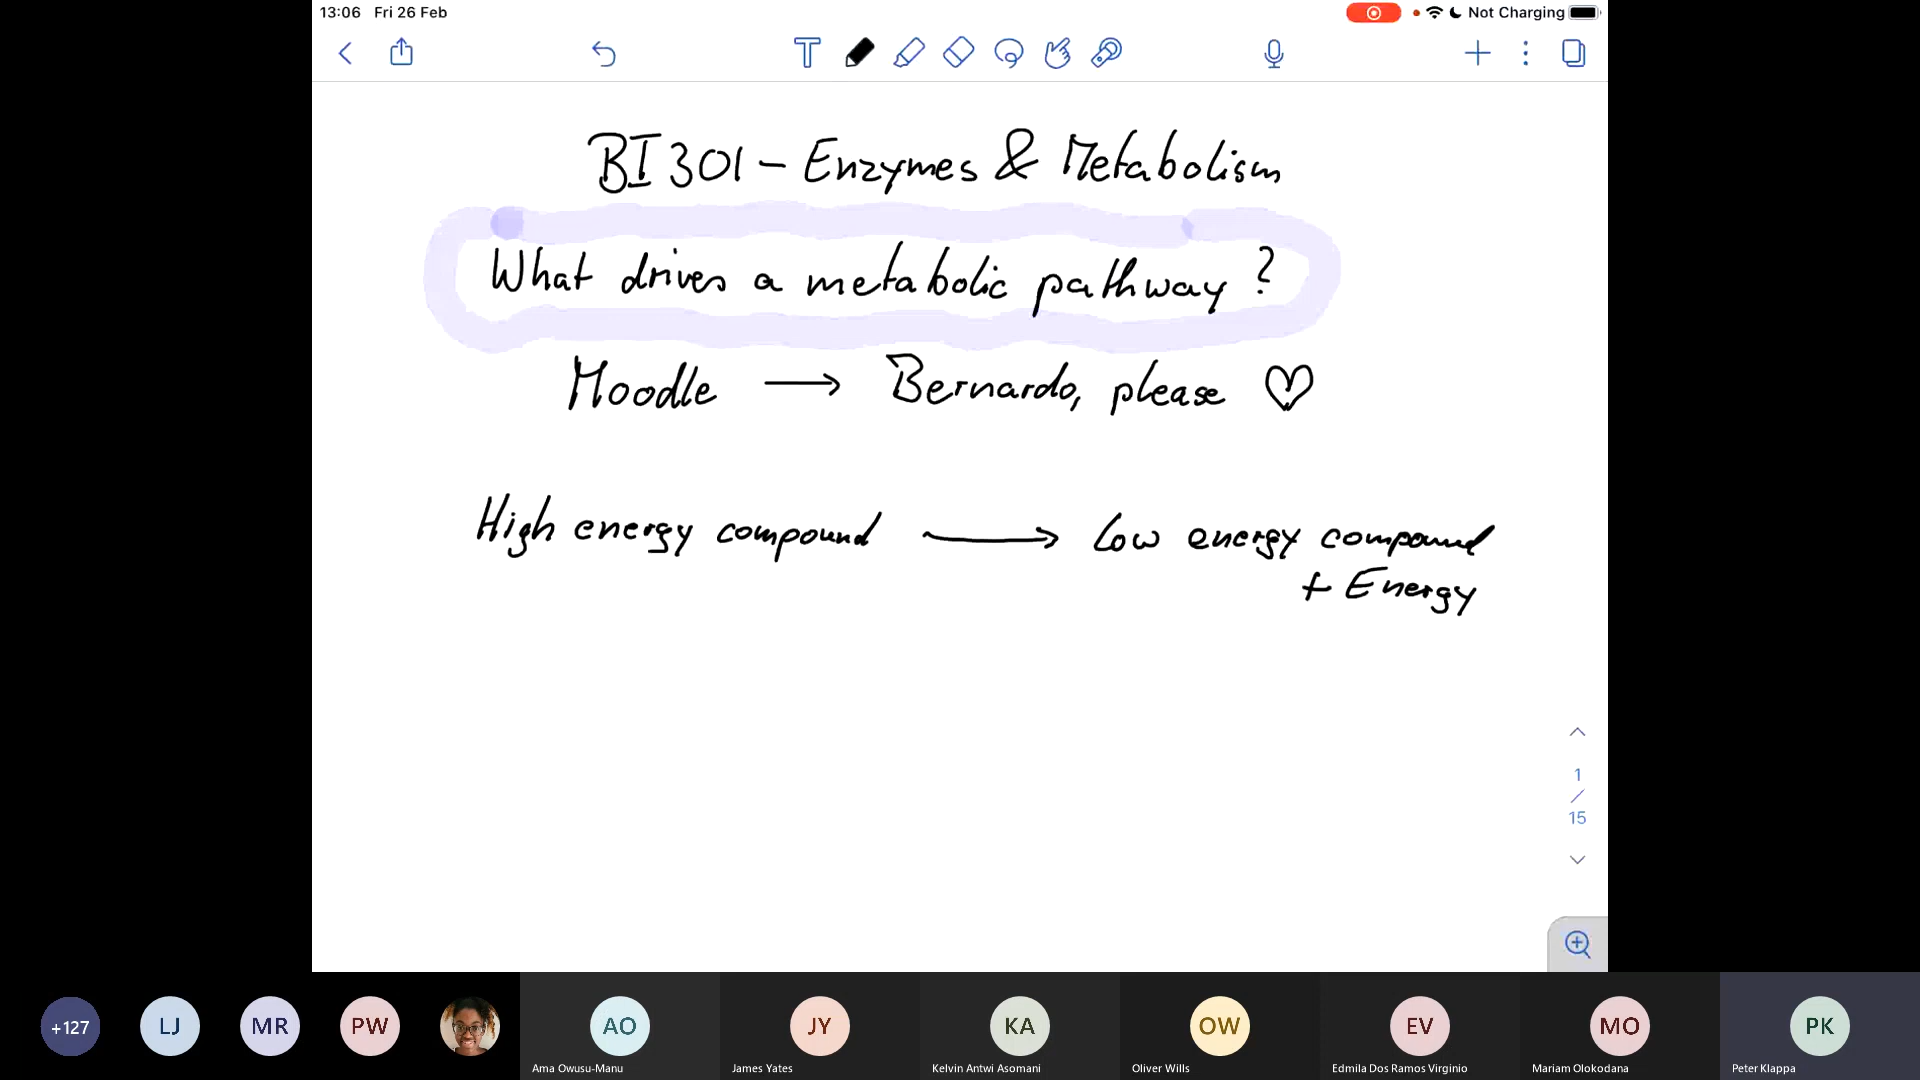 13:06 Fri 26 Feb Not Charging
BI301 – Enzymes & Metabolism
What drives a metabolic pathway?
Moodle → Bernardo, please ♡
High energy compound → Low energy compound
+ Energy
1
/
15
+127 LJ MR PW AO JY KA OW EV MO PK
Ama Owusu-Manu James Yates Kelvin Antwi Asomani Oliver Wills Edmila Dos Ramos Virginio Mariam Olokodana Peter Klappa